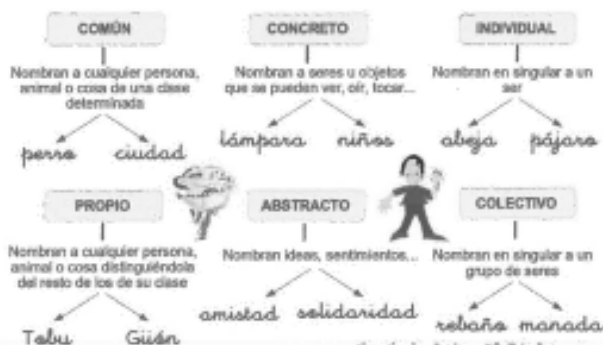 COMÚN
Nombran a cualquier persona,
animal o cosa de una clase
determinada
perro ciudad
CONCRETO
Nombran a seres u objetos
que se pueden ver, oír, tocar...
lámpara niños
INDIVIDUAL
Nombran en singular a un
ser
abeja pájaro
PROPIO
Nombran a cualquier persona,
animal o cosa distinguiéndola
del resto de los de su clase
Toby Gijón
ABSTRACTO
Nombran ideas, sentimientos...
amistad solidaridad
COLECTIVO
Nombran en singular a un
grupo de seres
rebaño manada